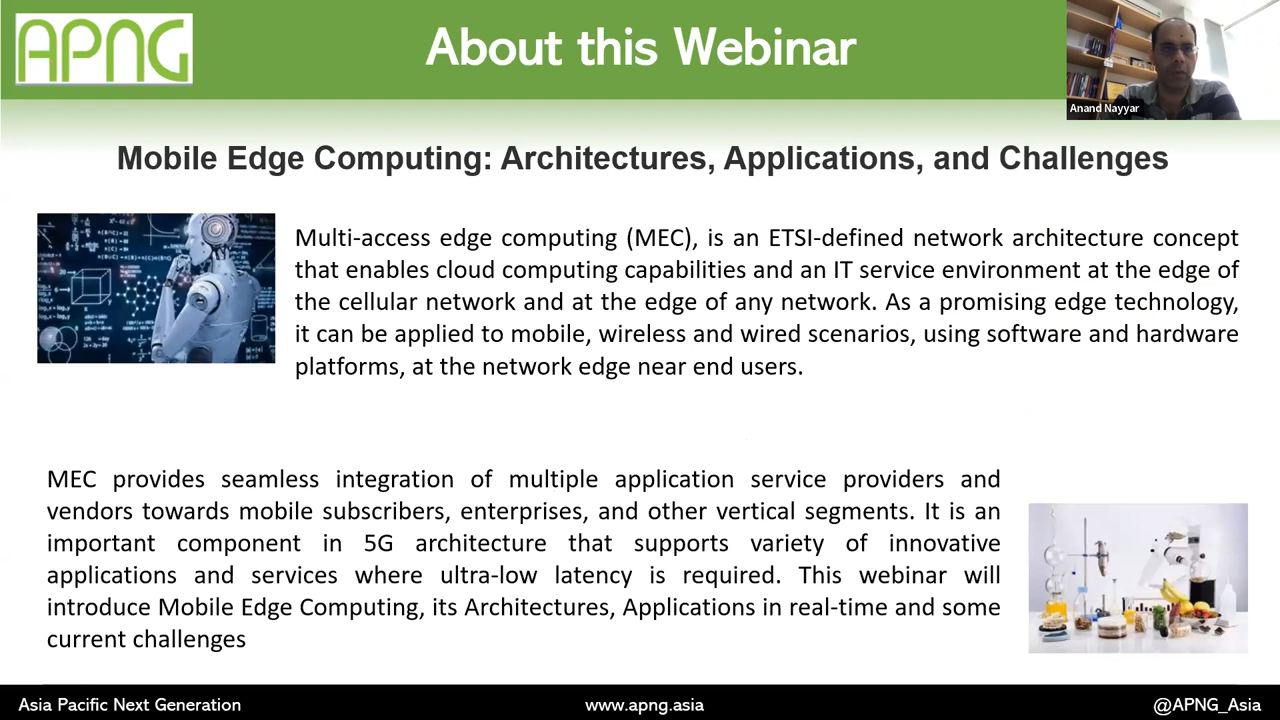 APNG
About this Webinar
Anand Nayyar
Mobile Edge Computing: Architectures, Applications, and Challenges
Multi-access edge computing (MEC), is an ETSI-defined network architecture concept
that enables cloud computing capabilities and an IT service environment at the edge of
the cellular network and at the edge of any network. As a promising edge technology,
it can be applied to mobile, wireless and wired scenarios, using software and hardware
platforms, at the network edge near end users.
MEC provides seamless integration of multiple application service providers and
vendors towards mobile subscribers, enterprises, and other vertical segments. It is an
important component in 5G architecture that supports variety of innovative
applications and services where ultra-low latency is required. This webinar will
introduce Mobile Edge Computing, its Architectures, Applications in real-time and some
current challenges
Asia Pacific Next Generation
www.apng.asia
@APNG_Asia